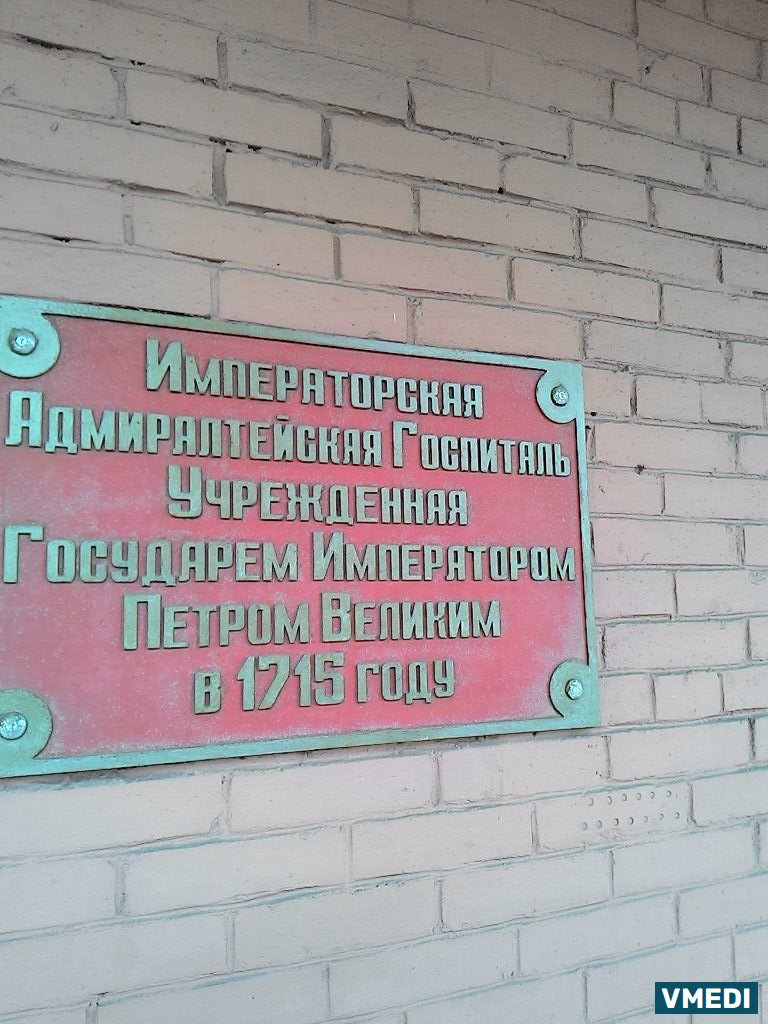 Императорская
Адмиралтейская Госпиталь
Учрежденная
Государем Императором
Петром Великим
в 1715 году
VMEDI